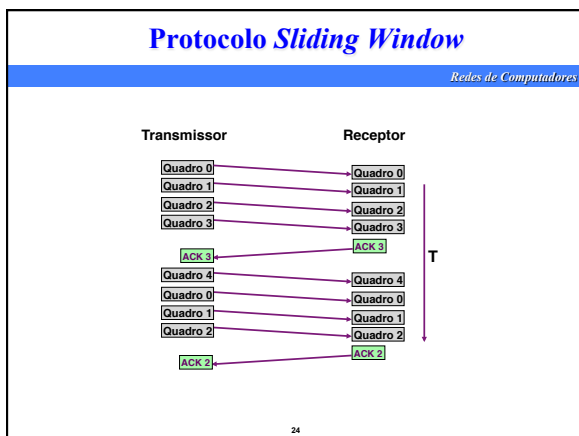 Protocolo Sliding Window
Redes de Computadores
Transmissor Receptor
Quadro 0 Quadro 0
Quadro 1 Quadro 1
Quadro 2 Quadro 2
Quadro 3 Quadro 3
ACK 3 ACK 3
T
Quadro 4 Quadro 4
Quadro 0 Quadro 0
Quadro 1 Quadro 1
Quadro 2 Quadro 2
ACK 2 ACK 2
24